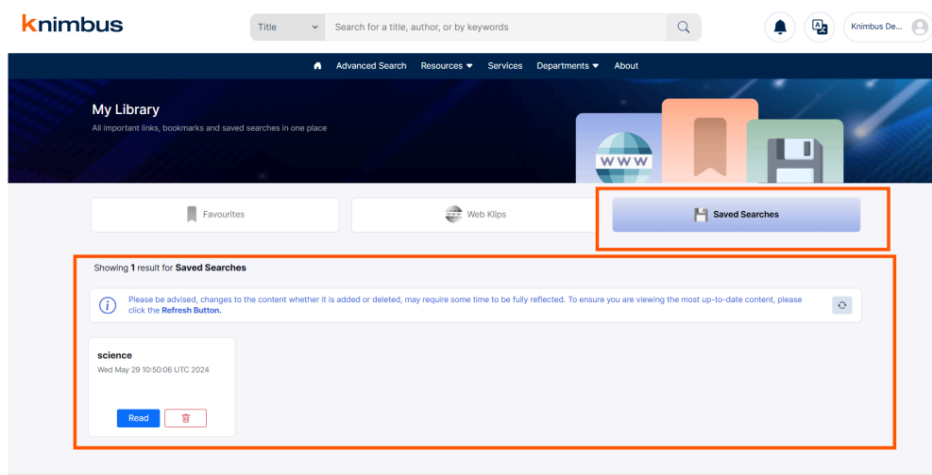 knimbus
Title
Search for a title, author, or by keywords
Knimbus De...
Advanced Search Resources ▼ Services Departments ▼ About
My Library
All important links, bookmarks and saved searches in one place
WWW
Favourites
www Web Klips
Saved Searches
Showing 1 result for Saved Searches
Please be advised, changes to the content whether it is added or deleted, may require some time to be fully reflected. To ensure you are viewing the most up-to-date content, please
click the Refresh Button.
science
Wed May 29 10:50:06 UTC 2024
Read